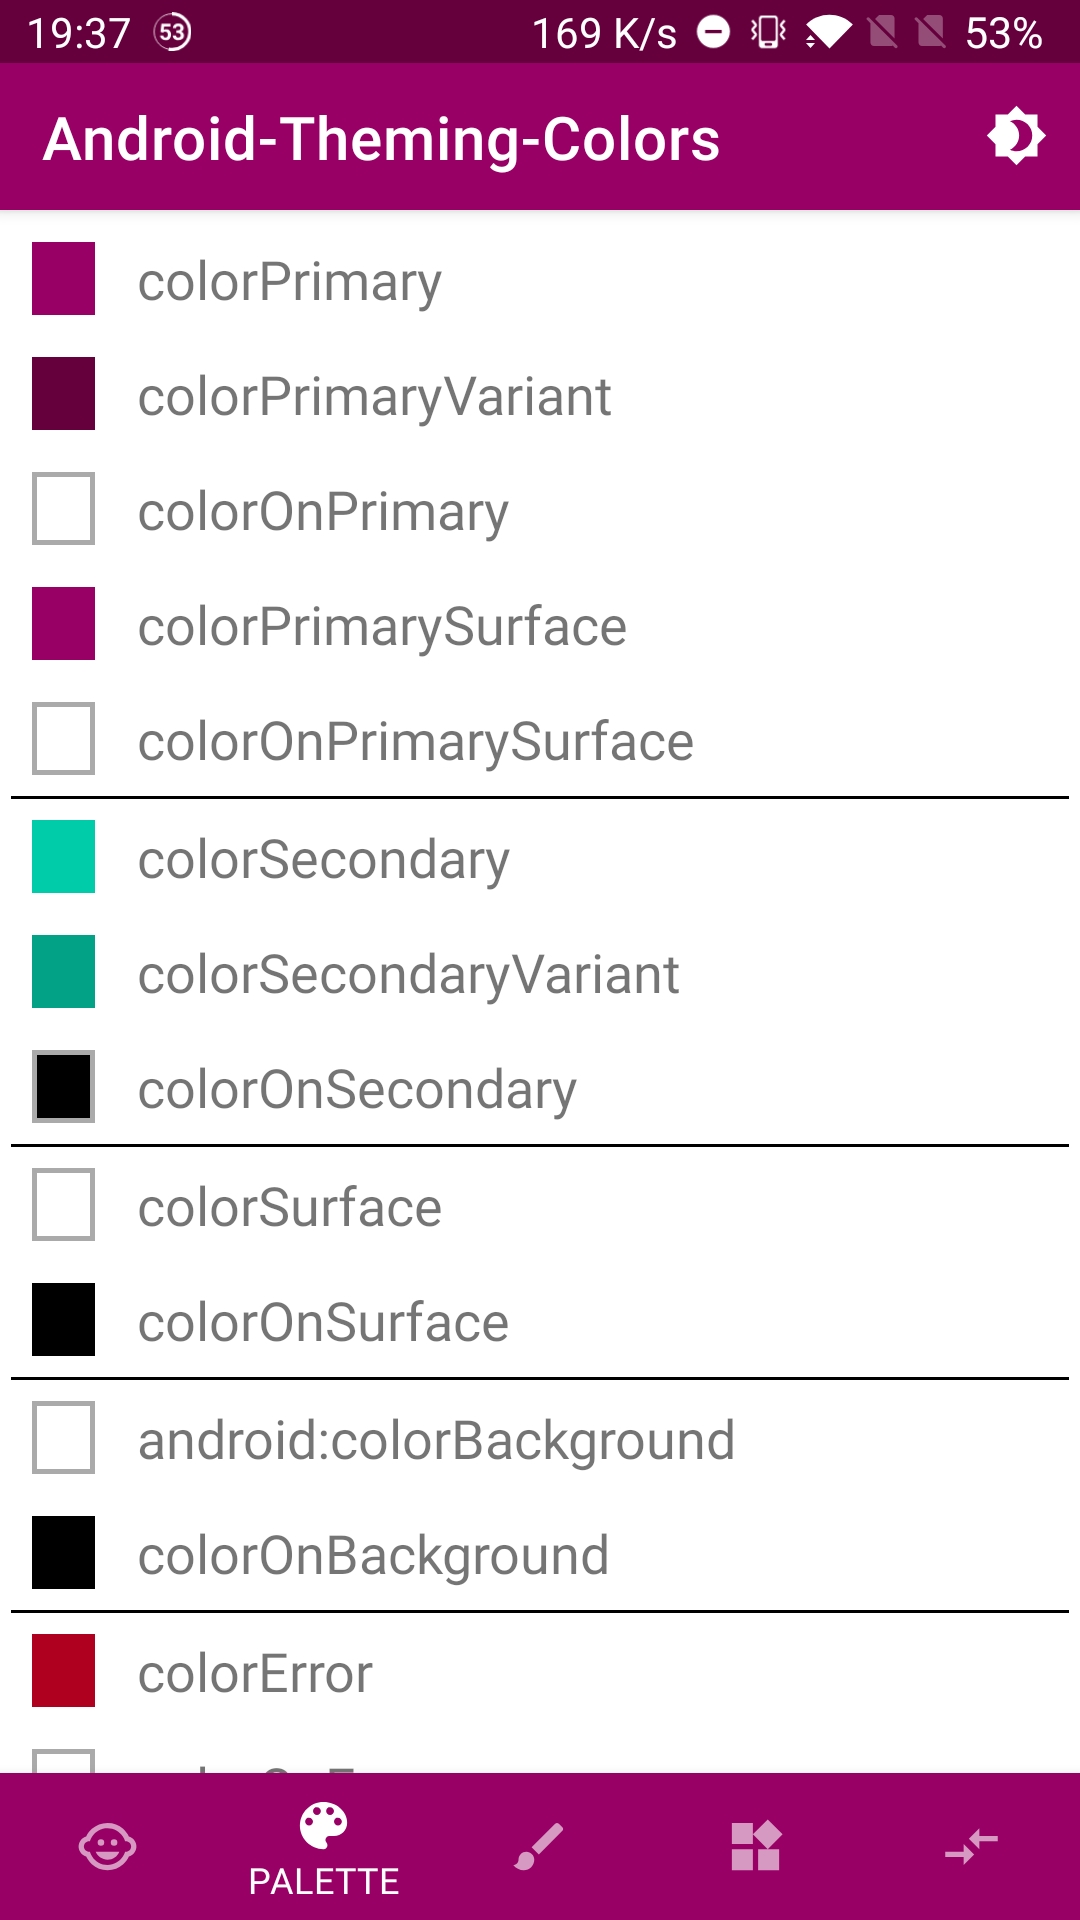 19:37 53 169 K/s 53%
Android-Theming-Colors
colorPrimary
colorPrimaryVariant
colorOnPrimary
colorPrimarySurface
colorOnPrimarySurface
colorSecondary
colorSecondaryVariant
colorOnSecondary
colorSurface
colorOnSurface
android:colorBackground
colorOnBackground
colorError
PALETTE